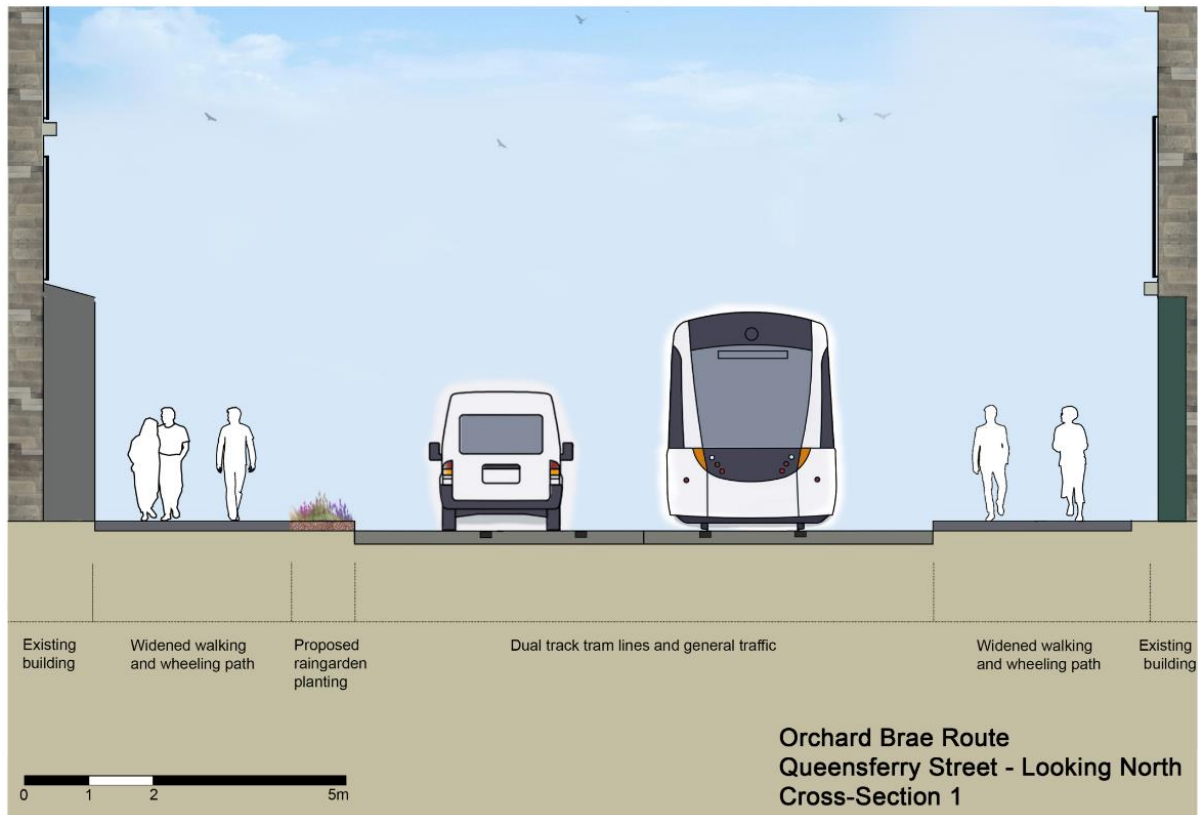 Existing
building
Widened walking
and wheeling path
Proposed
raingarden
planting
Dual track tram lines and general traffic
Widened walking
and wheeling path
Existing
building
0 1 2 5m
Orchard Brae Route
Queensferry Street - Looking North
Cross-Section 1